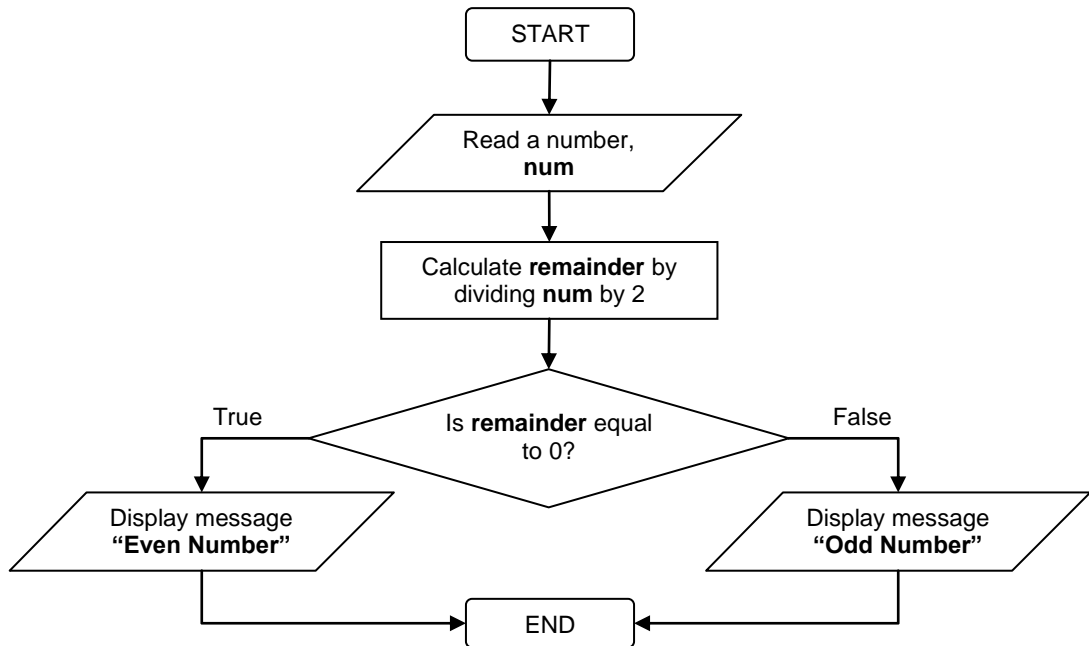 START
Read a number,
num
Calculate remainder by
dividing num by 2
Is remainder equal
to 0?
True
False
Display message
“Even Number”
Display message
“Odd Number”
END